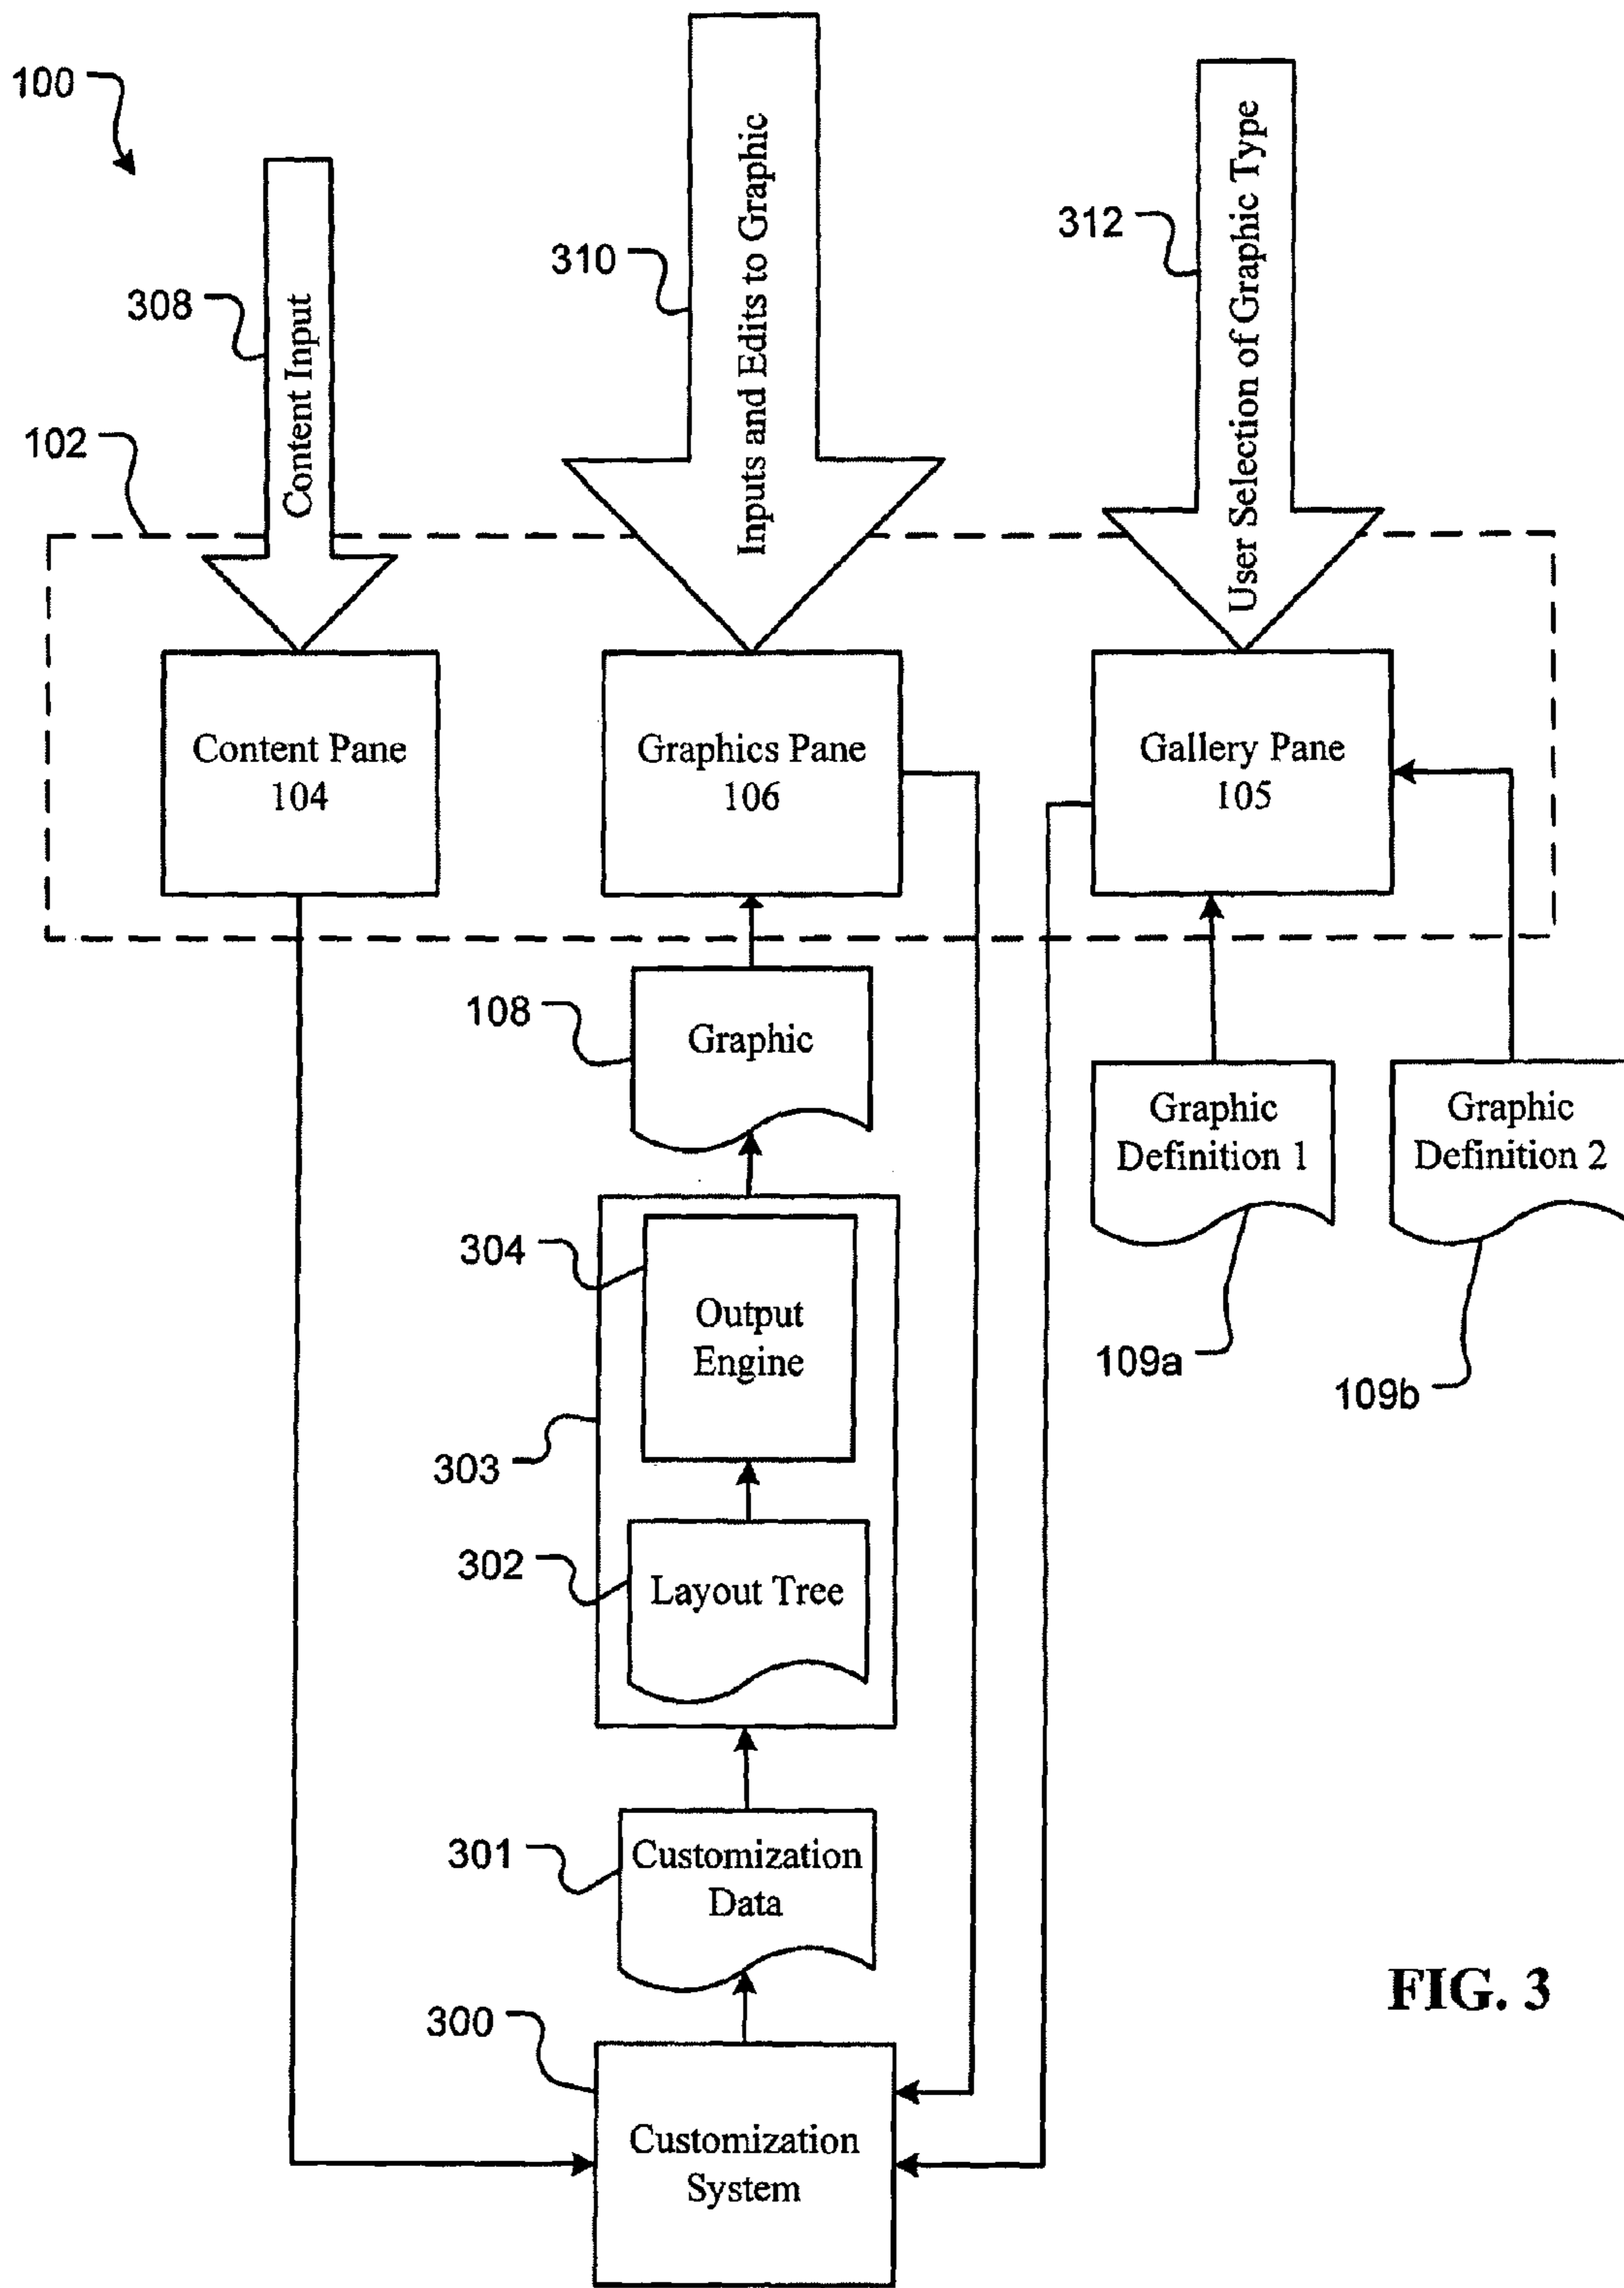 100
308
Content Input
310
Inputs and Edits to Graphic
312
User Selection of Graphic Type
102
Content Pane
104
Graphics Pane
106
Gallery Pane
105
108
Graphic
Graphic
Definition 1
Graphic
Definition 2
109a
109b
304
Output
Engine
303
302
Layout Tree
301
Customization
Data
300
Customization
System
FIG. 3